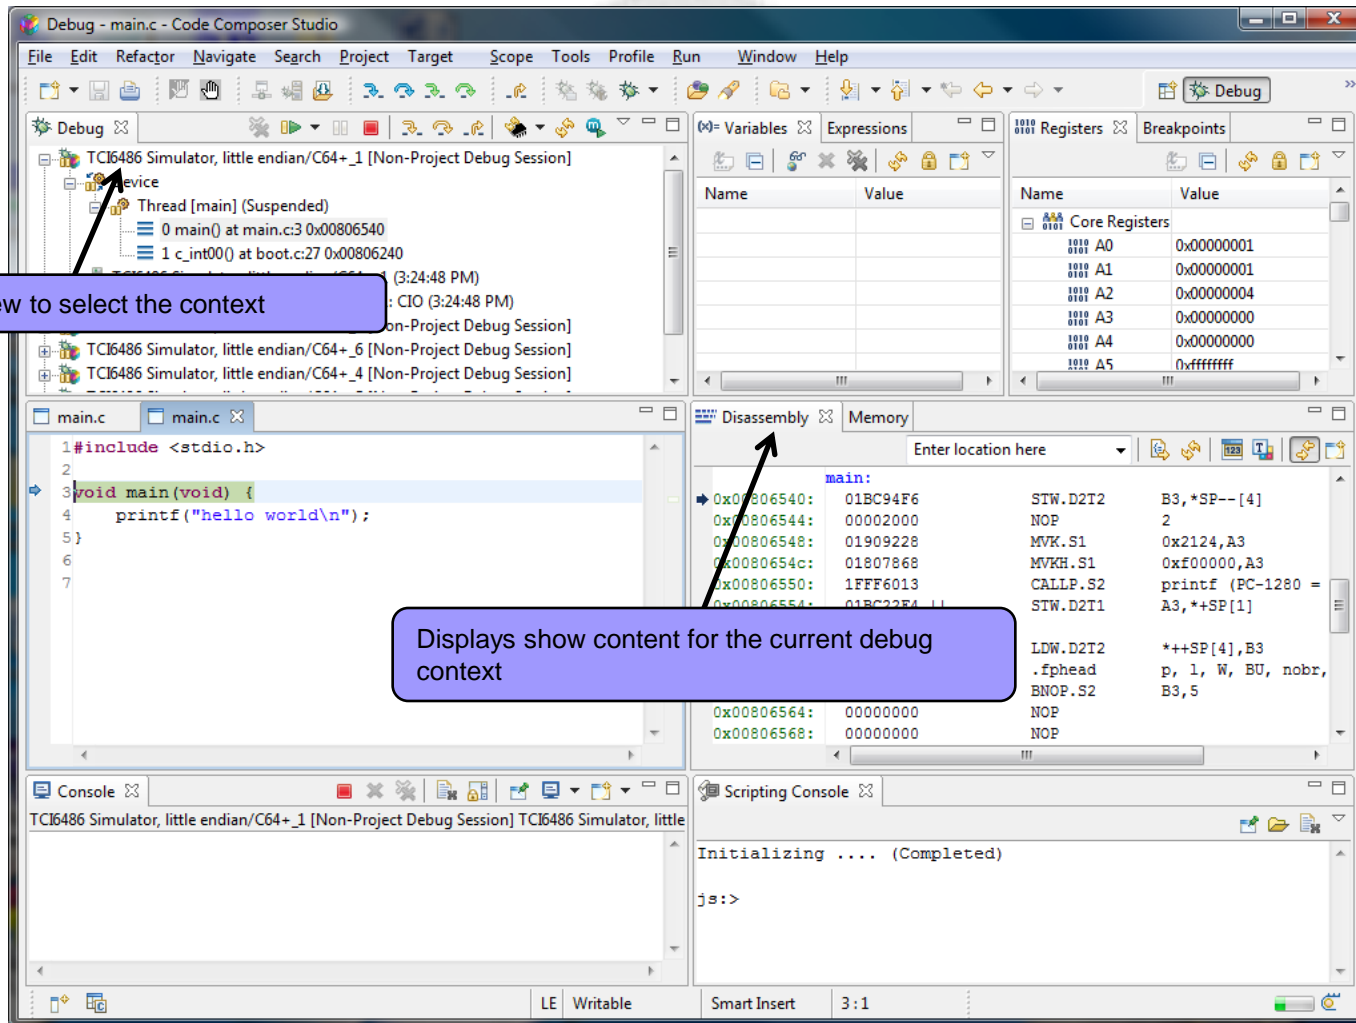 Debug - main.c - Code Composer Studio
File Edit Refactor Navigate Search Project Target Scope Tools Profile Run Window Help
Debug
Debug
TCI6486 Simulator, little endian/C64+_1 [Non-Project Debug Session]
Device
Thread [main] (Suspended)
0 main() at main.c:3 0x00806540
1 c_int00() at boot.c:27 0x00806240
(3:24:48 PM)
: CIO (3:24:48 PM)
on-Project Debug Session]
TCI6486 Simulator, little endian/C64+_6 [Non-Project Debug Session]
TCI6486 Simulator, little endian/C64+_4 [Non-Project Debug Session]
w to select the context
(x)= Variables Expressions
Name Value
1010 0101 Registers Breakpoints
Name Value
Core Registers
A0 0x00000001
A1 0x00000001
A2 0x00000004
A3 0x00000000
A4 0x00000000
A5 0xffffffff
main.c main.c
1 #include <stdio.h>
2
3 void main(void) {
4 printf("hello world\n");
5 }
6
7
Disassembly Memory
Enter location here
main:
0x00806540: 01BC94F6 STW.D2T2 B3,*SP--[4]
0x00806544: 00002000 NOP 2
0x00806548: 01909228 MVK.S1 0x2124,A3
0x0080654c: 01807868 MVKH.S1 0xf00000,A3
0x00806550: 1FFF6013 CALLP.S2 printf (PC-1280 =
0x00806554: 01BC22F4 || STW.D2T1 A3,*+SP[1]
LDW.D2T2 *++SP[4],B3
.fphead p, l, W, BU, nobr,
BNOP.S2 B3,5
0x00806564: 00000000 NOP
0x00806568: 00000000 NOP
Displays show content for the current debug
context
Console
TCI6486 Simulator, little endian/C64+_1 [Non-Project Debug Session] TCI6486 Simulator, little
Scripting Console
Initializing .... (Completed)
js:>
LE Writable Smart Insert 3:1